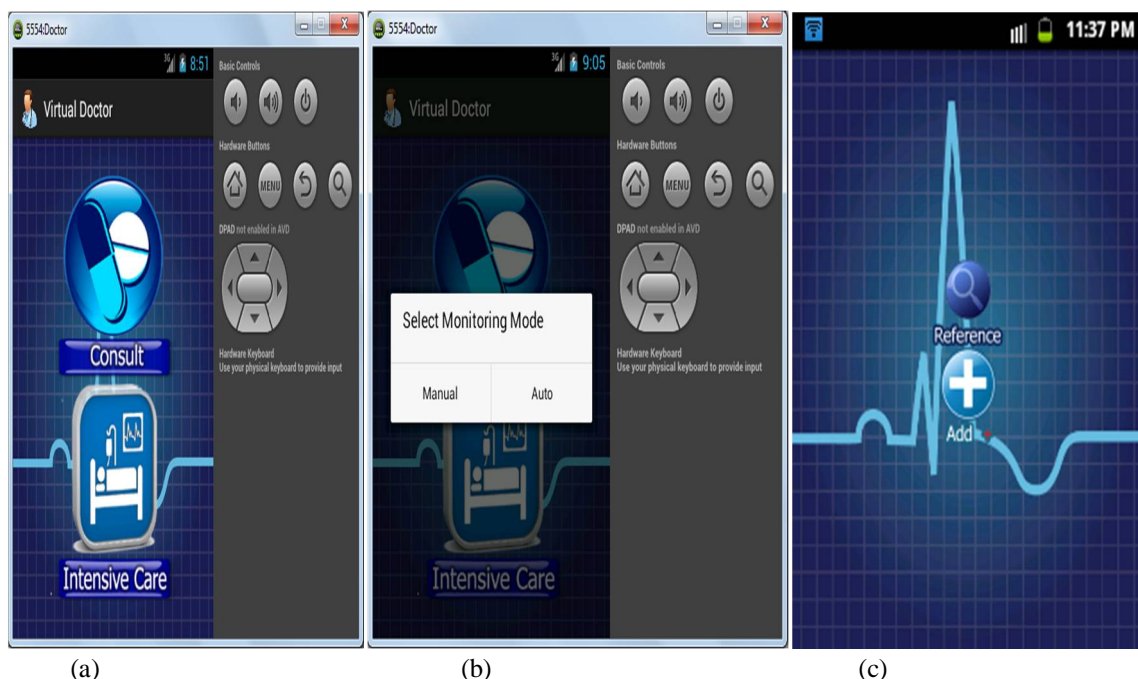 5554:Doctor
3G 8:51
Virtual Doctor
Consult
Intensive Care
Basic Controls
Hardware Buttons
MENU
DPAD not enabled in AVD
Hardware Keyboard
Use your physical keyboard to provide input
(a)
5554:Doctor
3G 9:05
Virtual Doctor
Select Monitoring Mode
Manual Auto
Intensive Care
Basic Controls
Hardware Buttons
MENU
DPAD not enabled in AVD
Hardware Keyboard
Use your physical keyboard to provide input
(b)
11:37 PM
Reference
Add
(c)